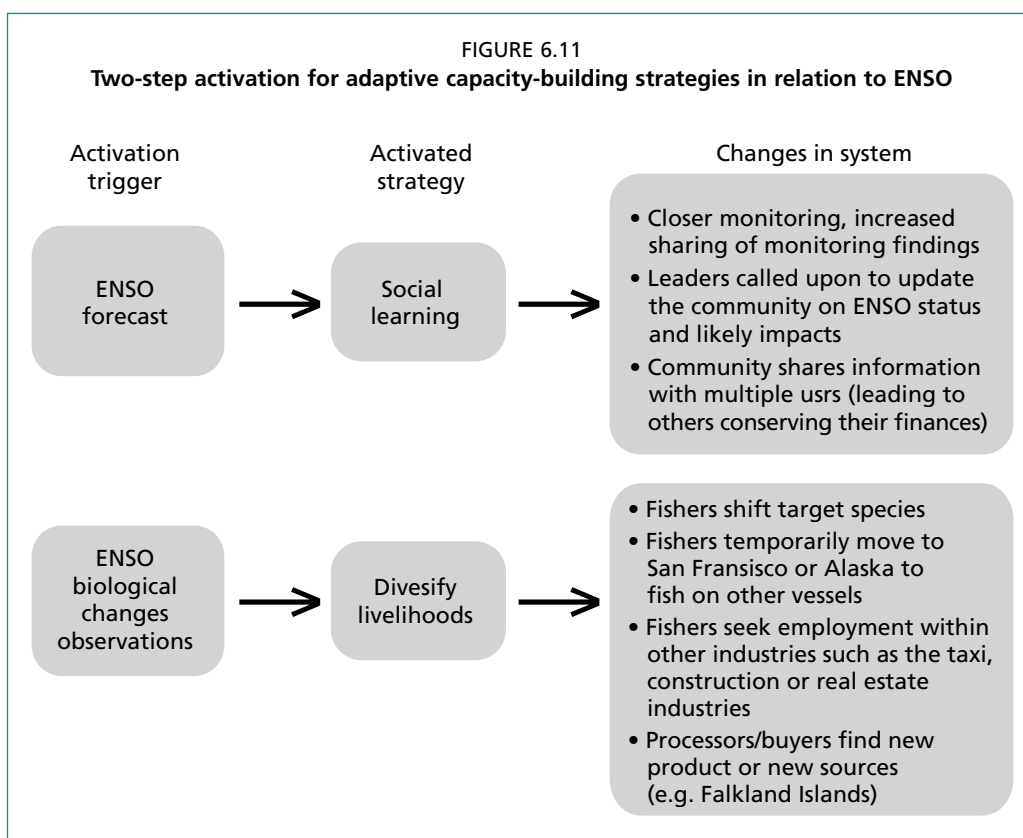 FIGURE 6.11
Two-step activation for adaptive capacity-building strategies in relation to ENSO
Activation
trigger
Activated
strategy
Changes in system
ENSO
forecast
Social
learning
• Closer monitoring, increased
sharing of monitoring findings
• Leaders called upon to update
the community on ENSO status
and likely impacts
• Community shares information
with multiple usrs (leading to
others conserving their finances)
ENSO
biological
changes
observations
Divesify
livelihoods
• Fishers shift target species
• Fishers temporarily move to
San Fransisco or Alaska to
fish on other vessels
• Fishers seek employment within
other industries such as the taxi,
construction or real estate
industries
• Processors/buyers find new
product or new sources
(e.g. Falkland Islands)